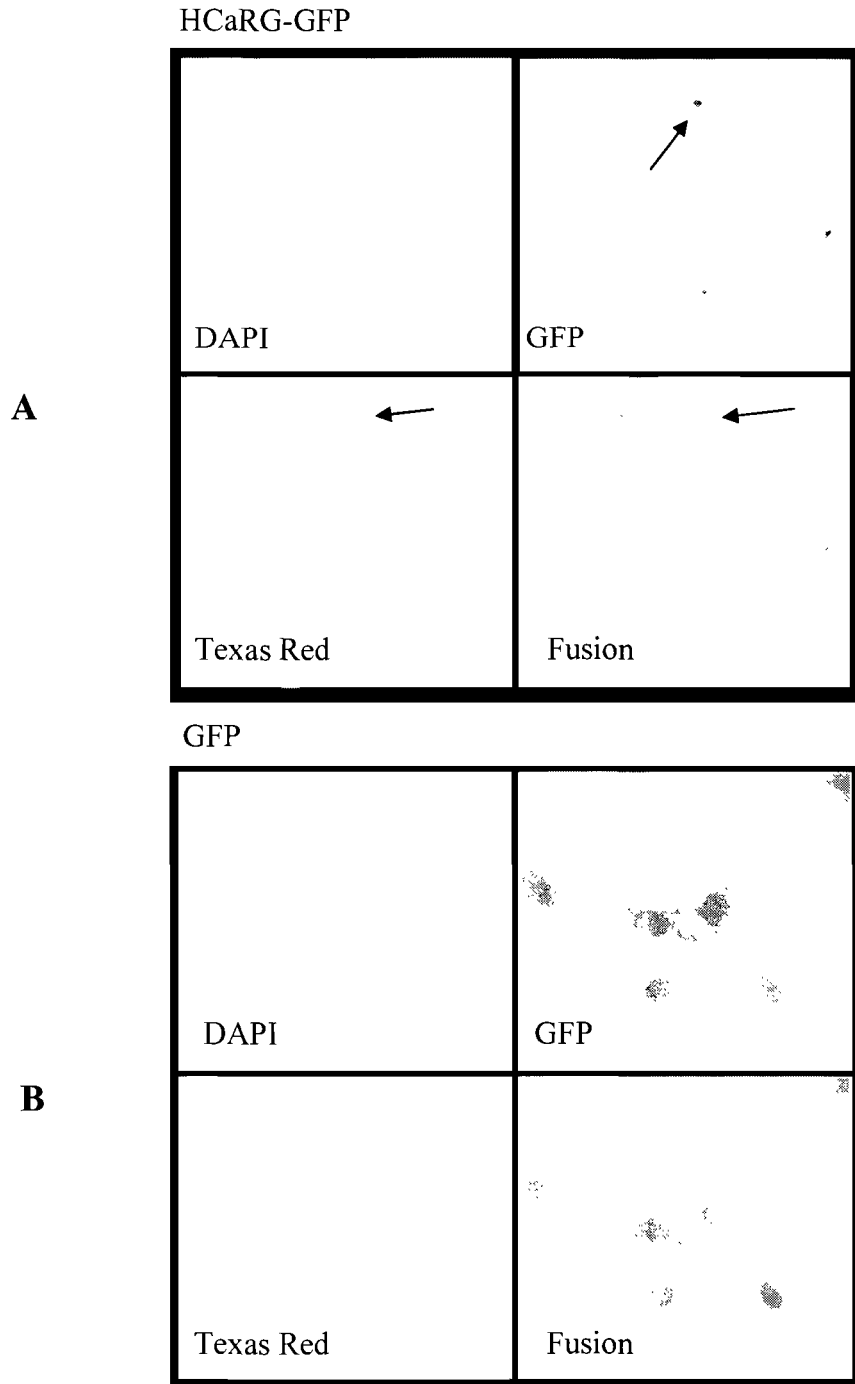 HCaRG-GFP
DAPI
GFP
A
Texas Red
Fusion
GFP
DAPI
GFP
B
Texas Red
Fusion